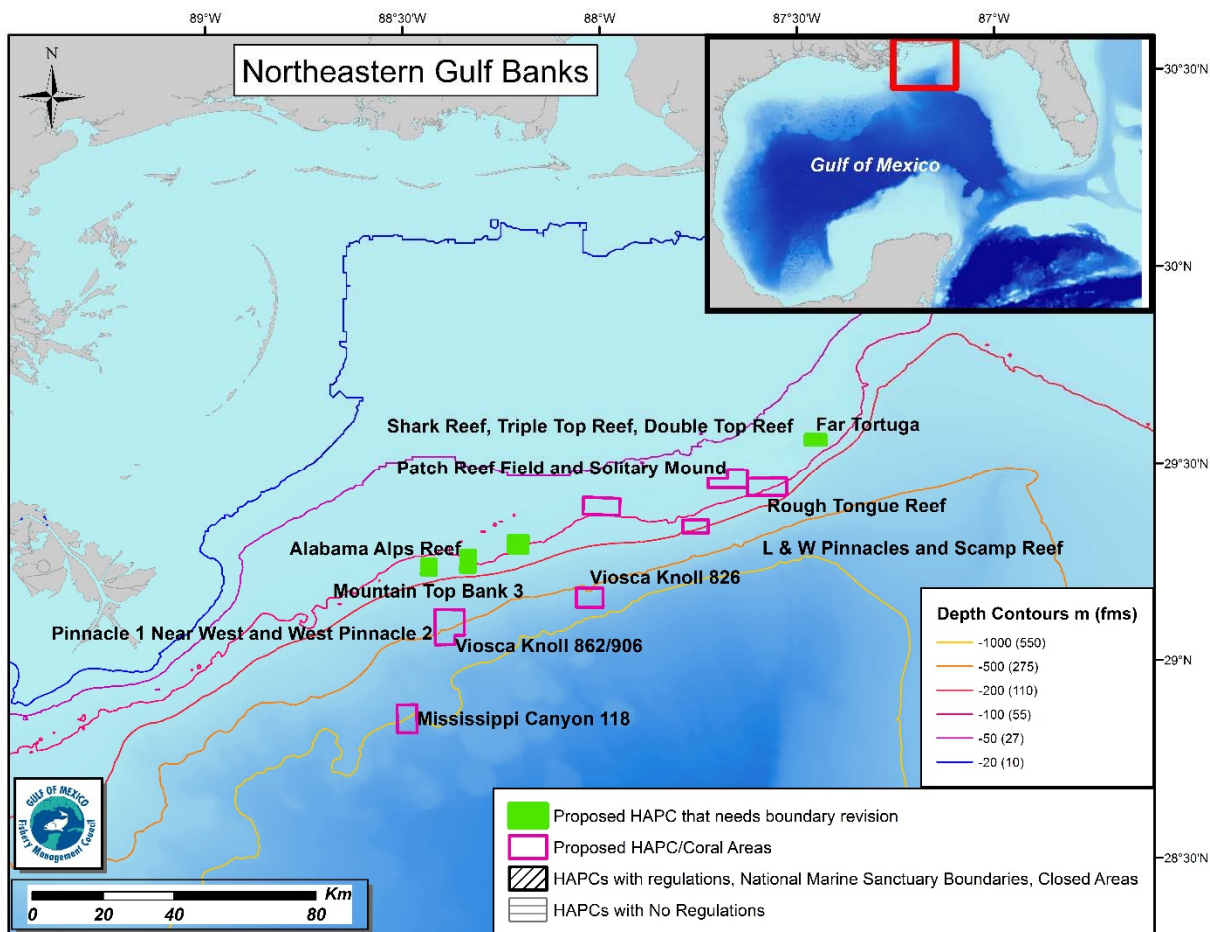 89°W
88°30'W
88°W
87°30'W
87°W
N
Northeastern Gulf Banks
Gulf of Mexico
30°30'N
30°N
29°30'N
29°N
28°30'N
Shark Reef, Triple Top Reef, Double Top Reef
Far Tortuga
Patch Reef Field and Solitary Mound
Rough Tongue Reef
Alabama Alps Reef
L & W Pinnacles and Scamp Reef
Mountain Top Bank 3
Viosca Knoll 826
Pinnacle 1 Near West and West Pinnacle 2
Viosca Knoll 862/906
Mississippi Canyon 118
Depth Contours m (fms)
-1000 (550)
-500 (275)
-200 (110)
-100 (55)
-50 (27)
-20 (10)
GULF OF MEXICO
Fishery Management Council
Km
0 20 40 80
Proposed HAPC that needs boundary revision
Proposed HAPC/Coral Areas
HAPCs with regulations, National Marine Sanctuary Boundaries, Closed Areas
HAPCs with No Regulations